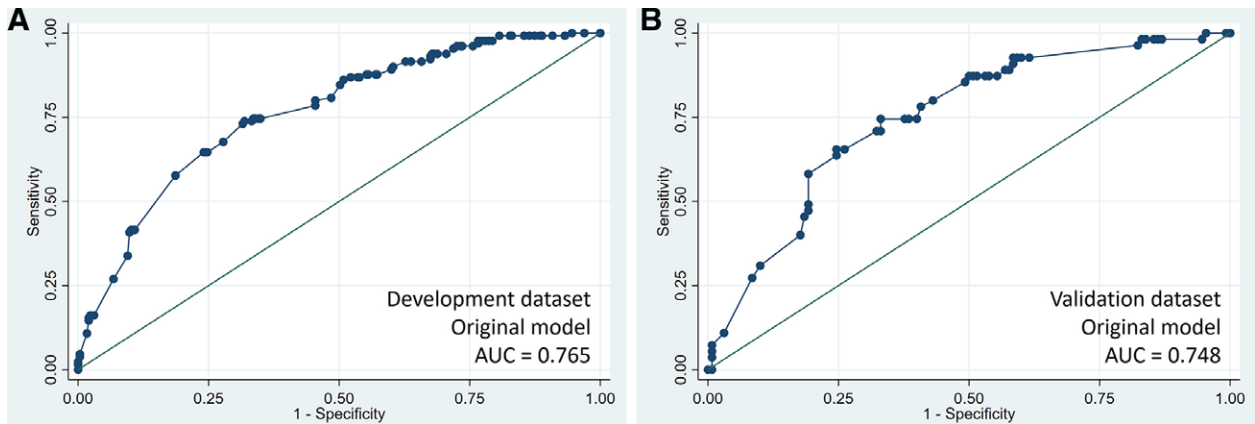 A
1.00
0.75
0.50
0.25
0.00
Sensitivity
0.00 0.25 0.50 0.75 1.00
1 - Specificity
Development dataset
Original model
AUC = 0.765
B
1.00
0.75
0.50
0.25
0.00
Sensitivity
0.00 0.25 0.50 0.75 1.00
1 - Specificity
Validation dataset
Original model
AUC = 0.748